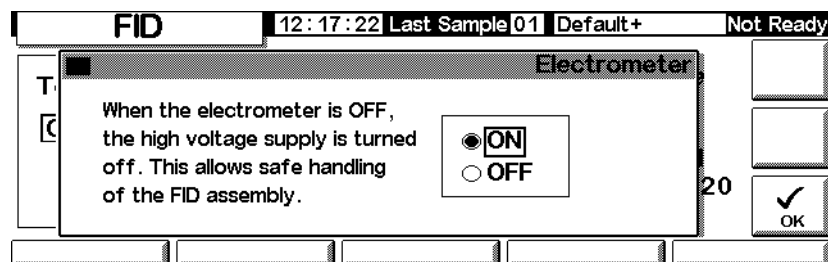 FID 12:17:22 Last Sample 01 Default+ Not Ready
Electrometer
When the electrometer is OFF,
the high voltage supply is turned
off. This allows safe handling
of the FID assembly.
ON
OFF
20
OK